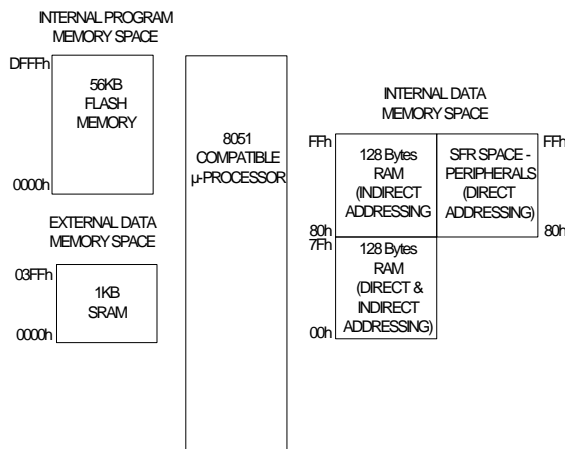 INTERNAL PROGRAM
MEMORY SPACE
DFFFh
56KB
FLASH
MEMORY
0000h
EXTERNAL DATA
MEMORY SPACE
03FFh
1KB
SRAM
0000h
8051
COMPATIBLE
µ-PROCESSOR
INTERNAL DATA
MEMORY SPACE
FFh
128 Bytes
RAM
(INDIRECT
ADDRESSING
80h
SFR SPACE -
PERIPHERALS
(DIRECT
ADDRESSING)
FFh
80h
7Fh
128 Bytes
RAM
(DIRECT &
INDIRECT
ADDRESSING)
00h